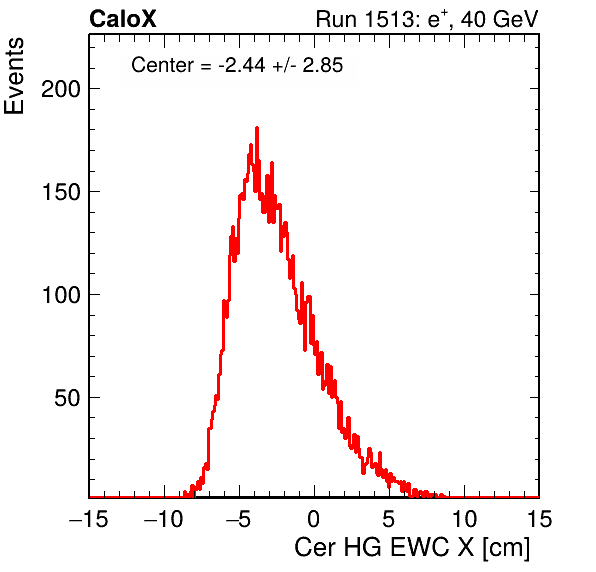 CaloX
Run 1513: e+, 40 GeV
Center = -2.44 +/- 2.85
Events
200
150
100
50
−15 −10 −5 0 5 10 15
Cer HG EWC X [cm]